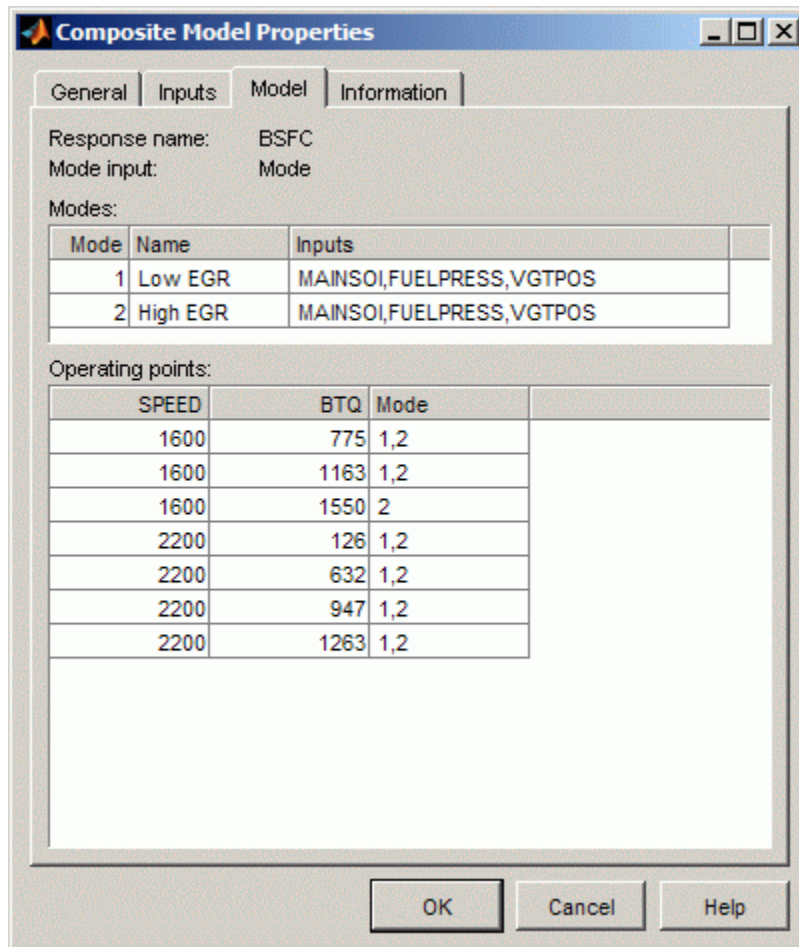 Composite Model Properties
General Inputs Model Information
Response name: BSFC
Mode input: Mode
Modes:
Mode Name Inputs
1 Low EGR MAINSOI,FUELPRESS,VGTPOS
2 High EGR MAINSOI,FUELPRESS,VGTPOS
Operating points:
SPEED BTQ Mode
1600 775 1,2
1600 1163 1,2
1600 1550 2
2200 126 1,2
2200 632 1,2
2200 947 1,2
2200 1263 1,2
OK Cancel Help